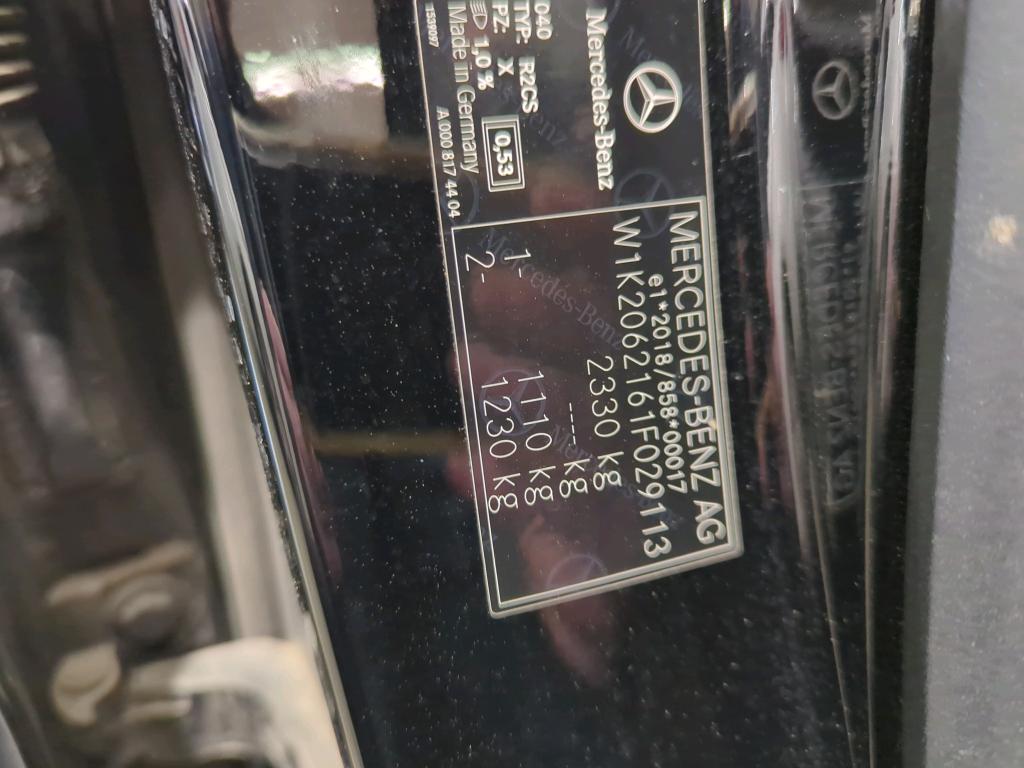 MERCEDES-BENZ AG
e1*2018/858*00017
W1K2062161F029113
2330 kg
---- kg
1- 1110 kg
2- 1230 kg
Mercedes-Benz
040
TYP: R2CS
PZ: X 0,53
1,0 %
Made in Germany A 000 817 44 04